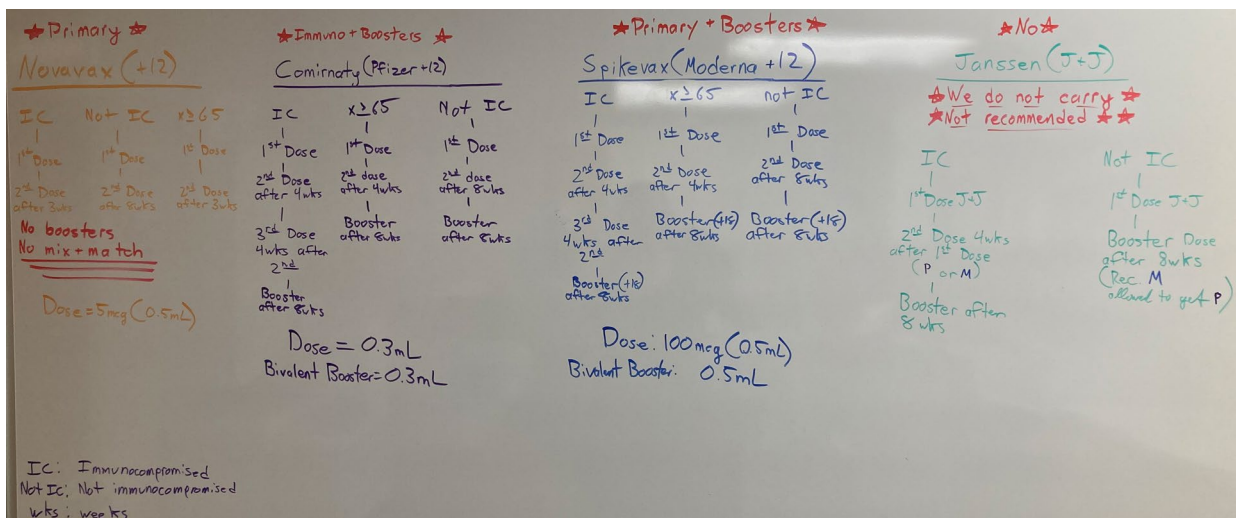 ★Primary★
Novavax (+12)
IC
1st Dose
2nd Dose
after 3wks
Not IC
1st Dose
2nd Dose
after 8wks
x≥65
1st Dose
2nd Dose
after 3wks
No boosters
No mix+match
Dose=5mcg (0.5mL)
★Immuno+Boosters★
Comirnaty (Pfizer+12)
IC
1st Dose
2nd Dose
after 4wks
3rd Dose
4wks after
2nd
Booster
after 8wks
x≥65
1st Dose
2nd dose
after 4wks
Booster
after 8wks
Not IC
1st Dose
2nd dose
after 8wks
Booster
after 8wks
Dose = 0.3mL
Bivalent Booster=0.3mL
★Primary+Boosters★
Spikevax (Moderna +12)
IC
1st Dose
2nd Dose
after 4wks
3rd Dose
4wks after
2nd
Booster (+18)
after 8wks
x≥65
1st Dose
2nd Dose
after 4wks
Booster (+18)
after 8wks
not IC
1st Dose
2nd Dose
after 8wks
Booster (+18)
after 8wks
Dose: 100mcg (0.5mL)
Bivalent Booster: 0.5mL
★No★
Janssen (J+J)
★We do not carry★
★Not recommended★★
IC
1st Dose J+J
2nd Dose 4wks
after 1st Dose
(P or M)
Booster after
8 wks
Not IC
1st Dose J+J
Booster Dose
after 8wks
(Rec. M
allowed to get P)
IC: Immunocompromised
Not Ic: Not immunocompromised
wks: weeks